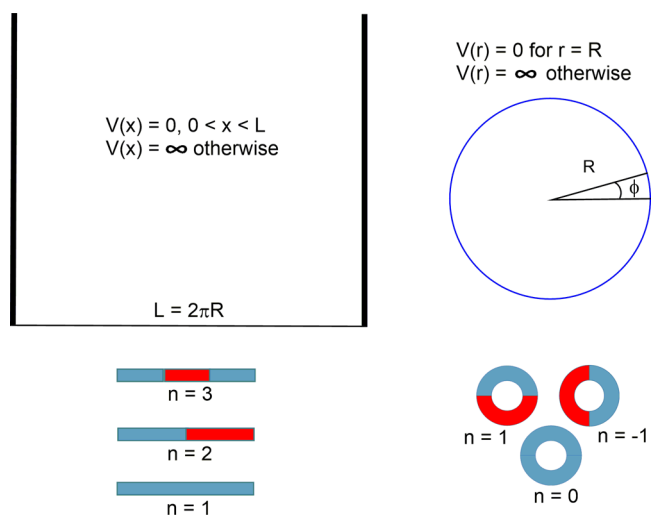 V(x) = 0, 0 < x < L
V(x) = ∞ otherwise
L = 2πR
n = 3
n = 2
n = 1
V(r) = 0 for r = R
V(r) = ∞ otherwise
R
ϕ
n = 1
n = -1
n = 0